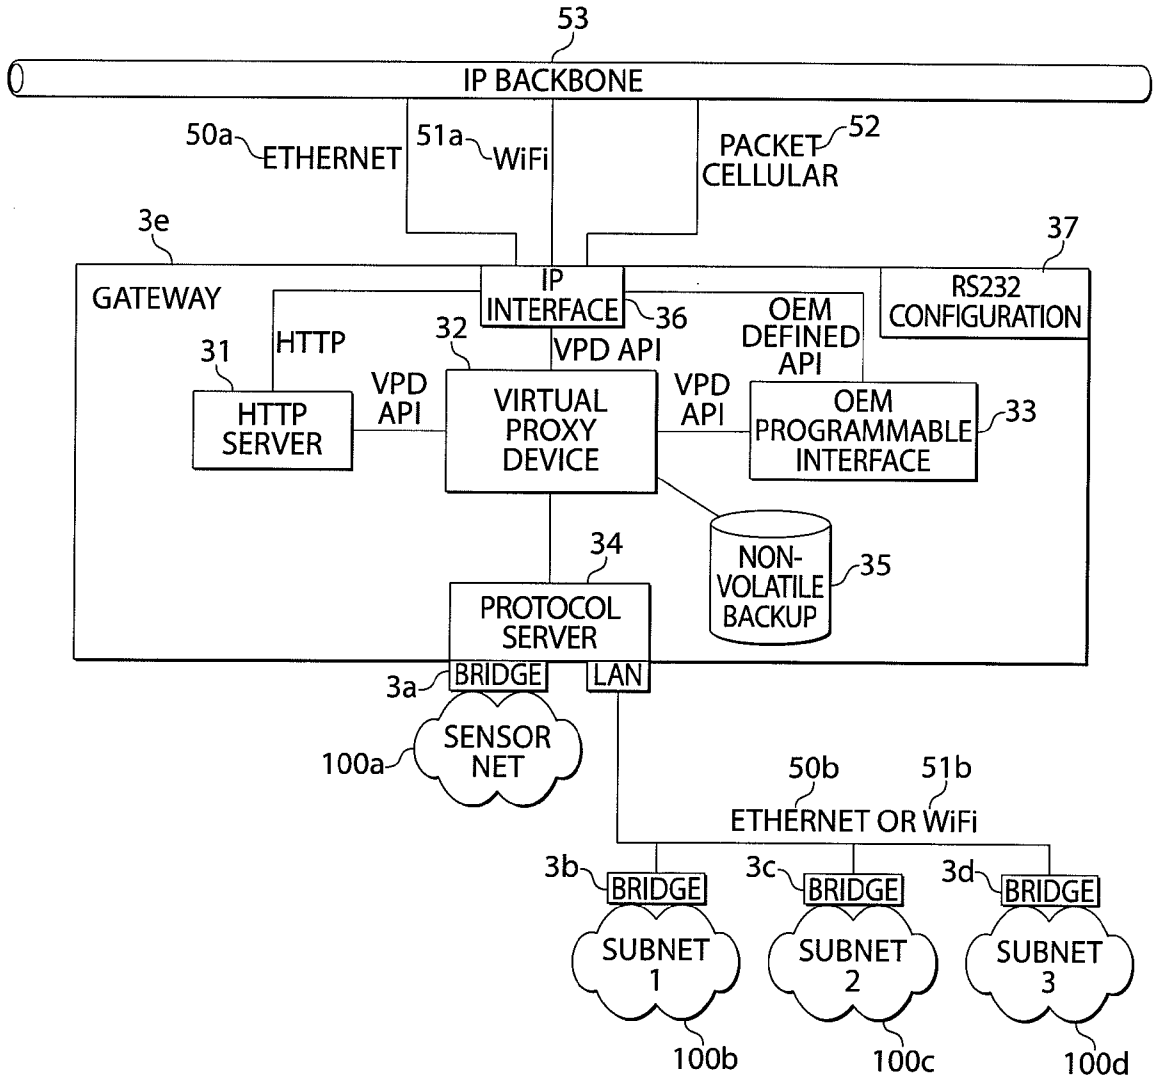 53
IP BACKBONE
50a
ETHERNET
51a
WiFi
PACKET
CELLULAR
52
3e
37
GATEWAY
IP
INTERFACE
36
RS232
CONFIGURATION
HTTP
32
VPD API
OEM
DEFINED
API
31
HTTP
SERVER
VPD
API
VIRTUAL
PROXY
DEVICE
VPD
API
OEM
PROGRAMMABLE
INTERFACE
33
34
NON-
VOLATILE
BACKUP
35
PROTOCOL
SERVER
3a
BRIDGE
LAN
SENSOR
NET
100a
50b
51b
ETHERNET OR WiFi
3b
BRIDGE
3c
BRIDGE
3d
BRIDGE
SUBNET
1
SUBNET
2
SUBNET
3
100b
100c
100d